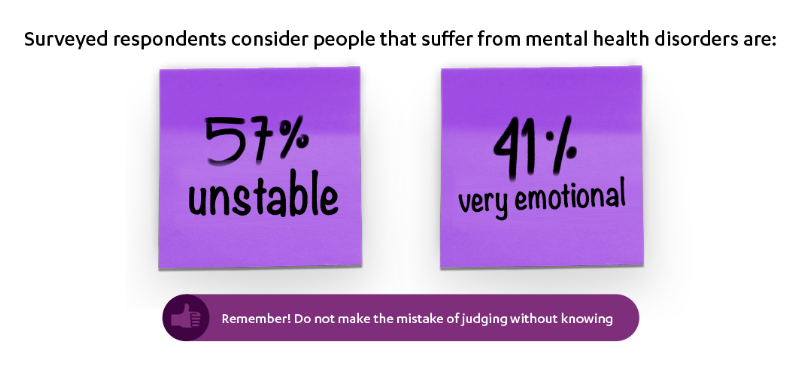 Surveyed respondents consider people that suffer from mental health disorders are:
57%
unstable
41%
very emotional
Remember! Do not make the mistake of judging without knowing